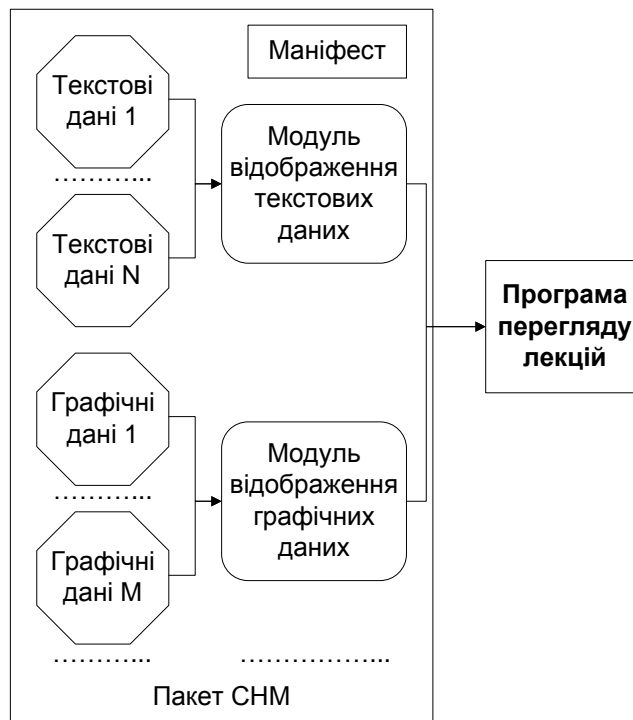 Маніфест
Текстові
дані 1
…………..
Текстові
дані N
Модуль
відображення
текстових
даних
Програма
перегляду
лекцій
Графічні
дані 1
…………..
Графічні
дані M
Модуль
відображення
графічних
даних
…………..
……………….
Пакет СНМ